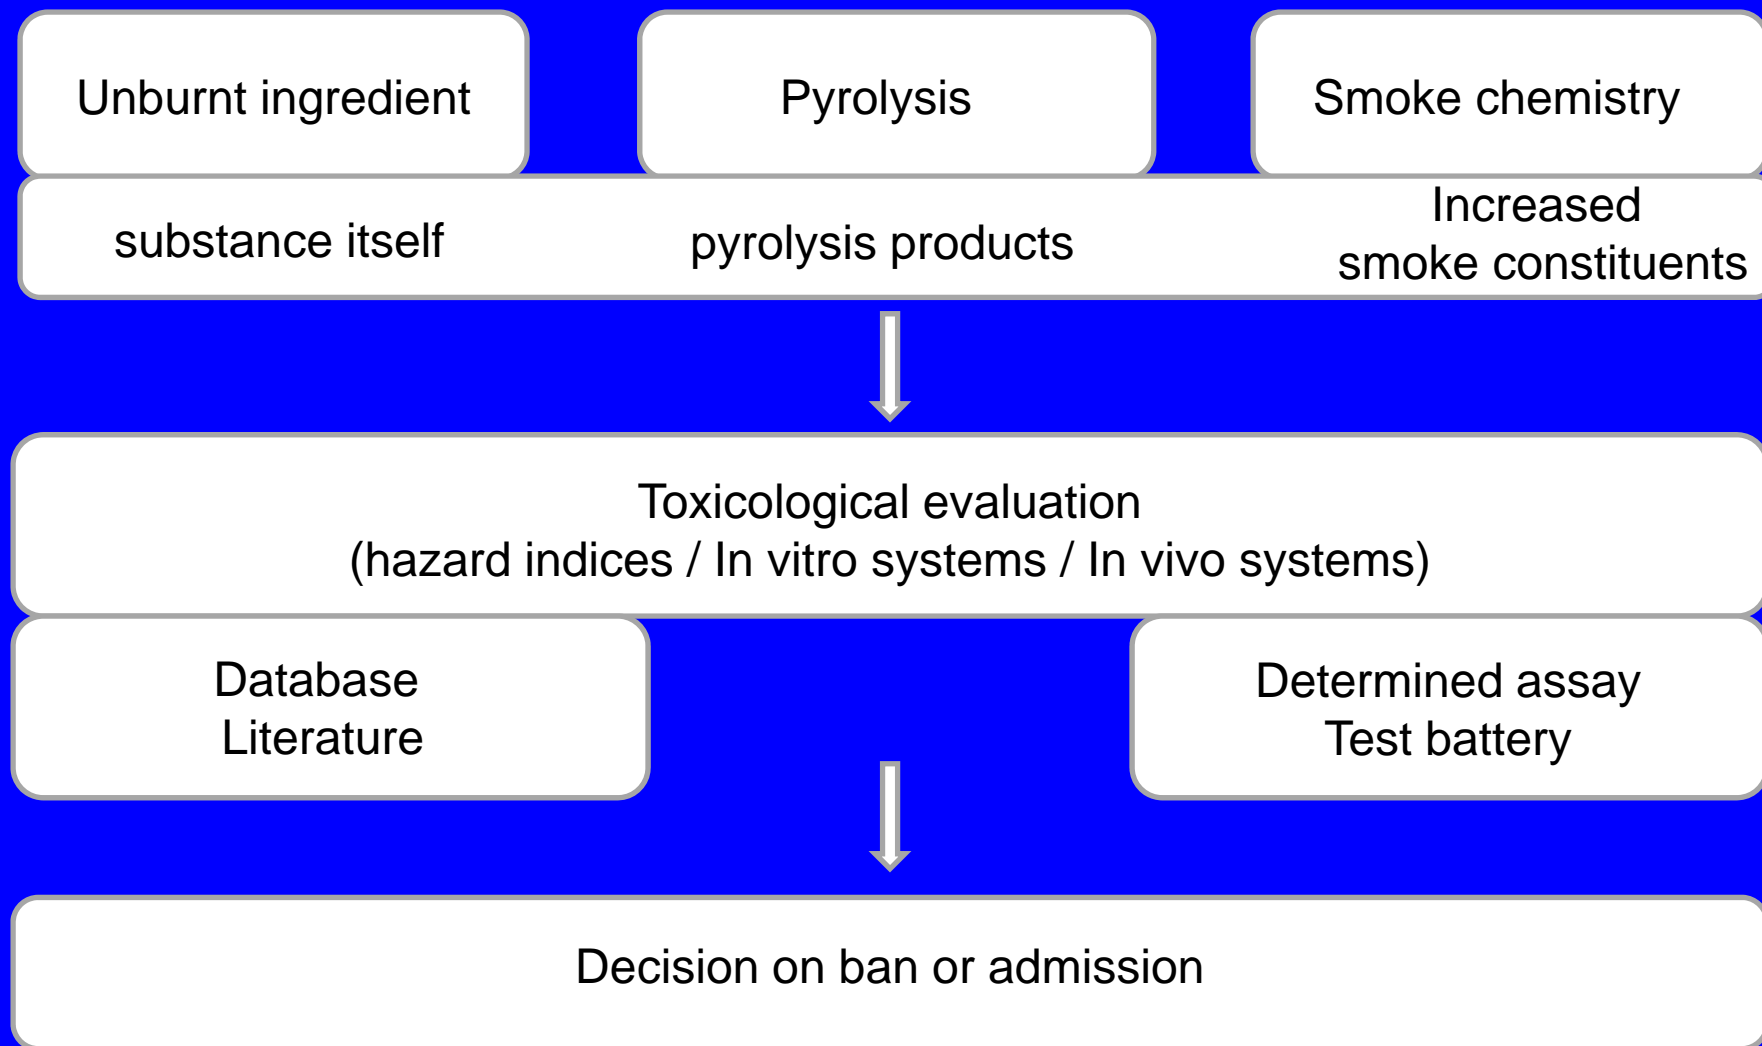 Unburnt ingredient
Pyrolysis
Smoke chemistry
substance itself
pyrolysis products
Increased
smoke constituents
Toxicological evaluation
(hazard indices / In vitro systems / In vivo systems)
Database
Literature
Determined assay
Test battery
Decision on ban or admission